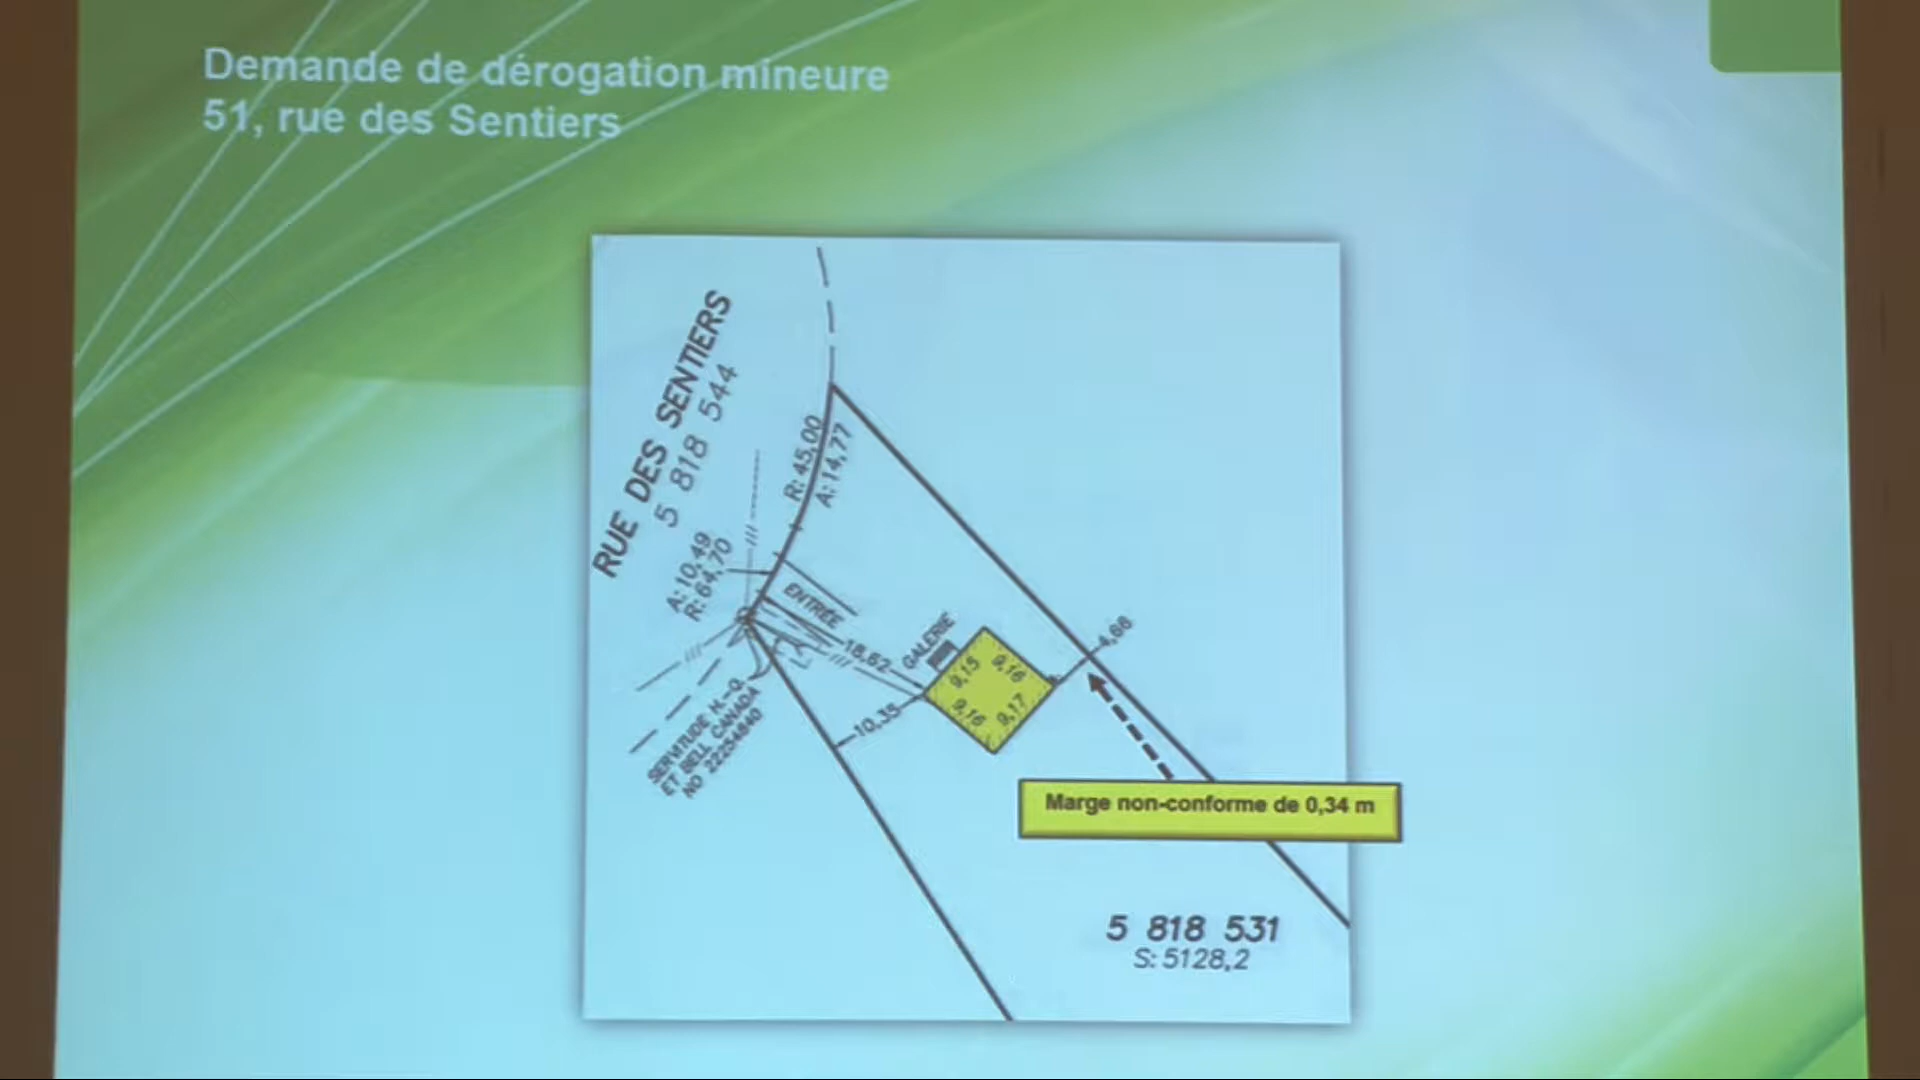 Demande de dérogation mineure
51, rue des Sentiers
RUE DES SENTIERS
5 818 544
R: 45,00
A: 14,77
A: 10,49
R: 64,70
ENTRÉE
18,62
GALERIE
9,15
9,16
9,16
9,17
4,66
10,35
SERVITUDE H.-Q.
ET BELL CANADA
NO 22254840
Marge non-conforme de 0,34 m
5 818 531
S: 5128,2